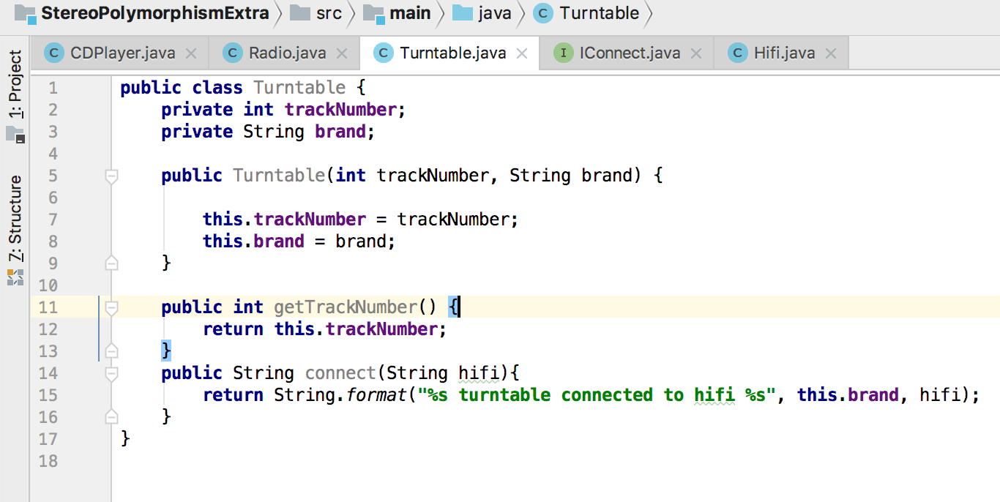 StereoPolymorphismExtra src main java C Turntable
C CDPlayer.java C Radio.java C Turntable.java I IConnect.java C Hifi.java
1: Project
7: Structure
1 public class Turntable {
2 private int trackNumber;
3 private String brand;
4
5 public Turntable(int trackNumber, String brand) {
6
7 this.trackNumber = trackNumber;
8 this.brand = brand;
9 }
10
11 public int getTrackNumber() {
12 return this.trackNumber;
13 }
14 public String connect(String hifi){
15 return String.format("%s turntable connected to hifi %s", this.brand, hifi);
16 }
17 }
18